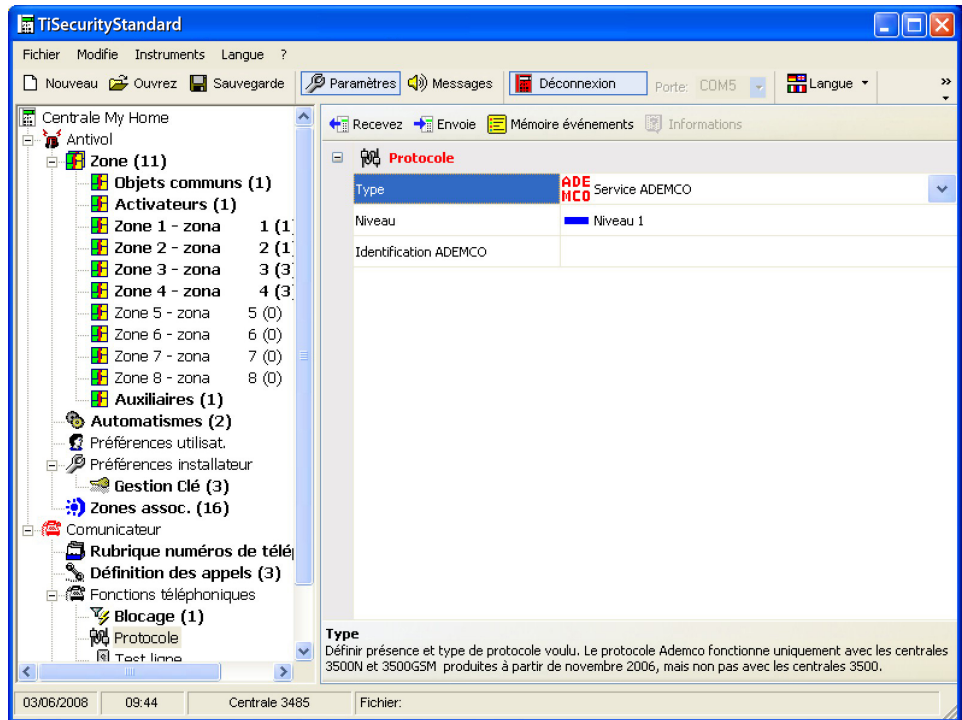 TiSecurityStandard
Fichier Modifie Instruments Langue ?
Nouveau Ouvrez Sauvegarde Paramètres Messages Déconnexion Porte: COM5 Langue »
Centrale My Home
Antivol
Zone (11)
Objets communs (1)
Activateurs (1)
Zone 1 - zona 1 (1)
Zone 2 - zona 2 (1)
Zone 3 - zona 3 (3)
Zone 4 - zona 4 (3)
Zone 5 - zona 5 (0)
Zone 6 - zona 6 (0)
Zone 7 - zona 7 (0)
Zone 8 - zona 8 (0)
Auxiliaires (1)
Automatismes (2)
Préférences utilisat.
Préférences installateur
Gestion Clé (3)
Zones assoc. (16)
Comunicateur
Rubrique numéros de télé
Définition des appels (3)
Fonctions téléphoniques
Blocage (1)
Protocole
Test ligne
Recevez Envoie Mémoire événements Informations
Protocole
Type ADEMCO Service ADEMCO
Niveau Niveau 1
Identification ADEMCO
Type
Définir présence et type de protocole voulu. Le protocole Ademco fonctionne uniquement avec les centrales
3500N et 3500GSM produites à partir de novembre 2006, mais non pas avec les centrales 3500.
03/06/2008 09:44 Centrale 3485 Fichier: